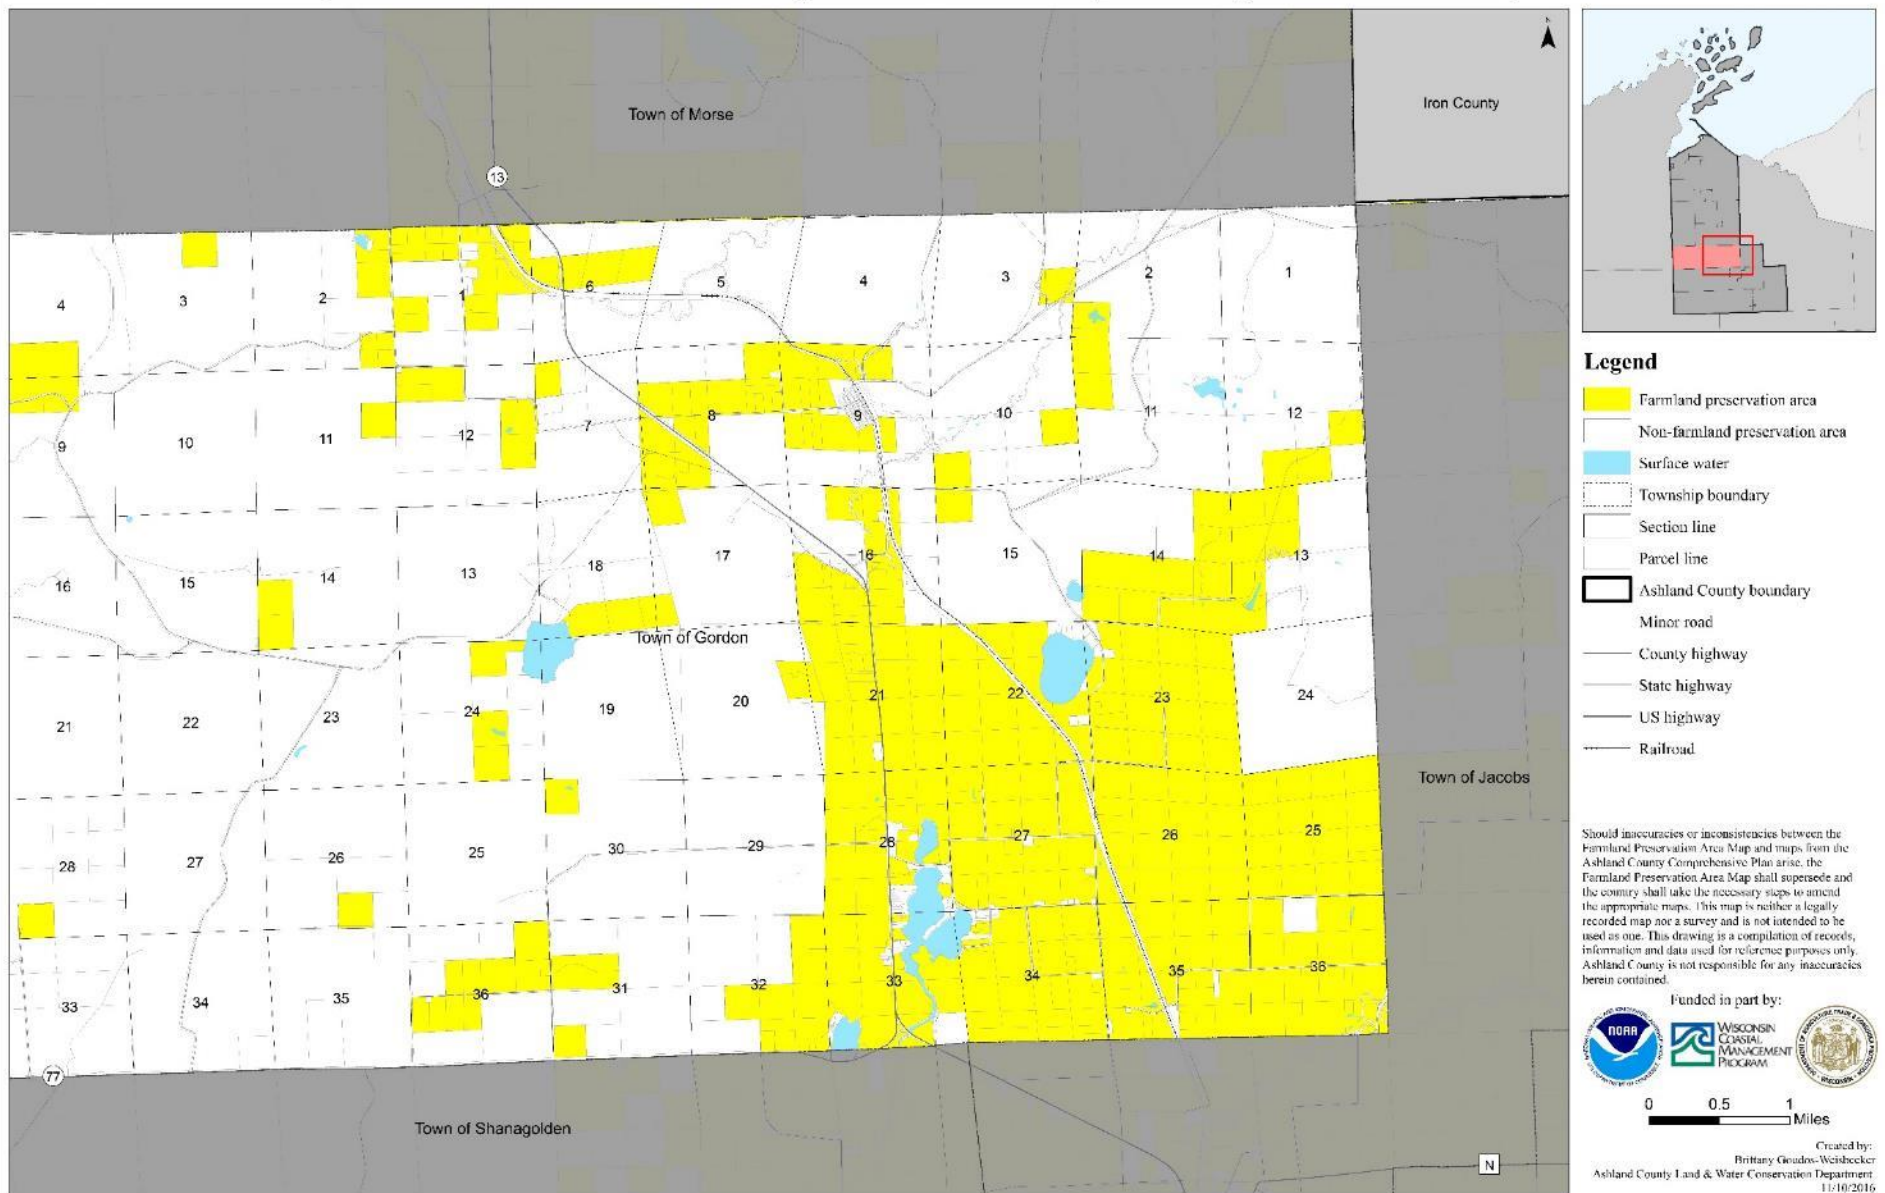 Town of Morse
Iron County
13
4
3
2
1
6
5
4
3
2
1
9
10
11
12
7
8
9
10
11
12
16
15
14
13
18
17
16
15
14
13
Town of Gordon
21
22
23
24
19
20
21
22
23
24
Town of Jacobs
28
27
26
25
30
29
28
27
26
25
33
34
35
36
31
32
33
34
35
36
77
Town of Shanagolden
N
Legend
Farmland preservation area
Non-farmland preservation area
Surface water
Township boundary
Section line
Parcel line
Ashland County boundary
Minor road
County highway
State highway
US highway
Railroad
Should inaccuracies or inconsistencies between the
Farmland Preservation Area Map and maps from the
Ashland County Comprehensive Plan arise, the
Farmland Preservation Area Map shall supersede and
the country shall take the necessary steps to amend
the appropriate maps. This map is neither a legally
recorded map nor a survey and is not intended to be
used as one. This drawing is a compilation of records,
information and data used for reference purposes only.
Ashland County is not responsible for any inaccuracies
herein contained.
Funded in part by:
NOAA
WISCONSIN
COASTAL
MANAGEMENT
PROGRAM
0 0.5 1
Miles
Created by:
Brittany Goudos-Weisbecker
Ashland County Land & Water Conservation Department
11/10/2016